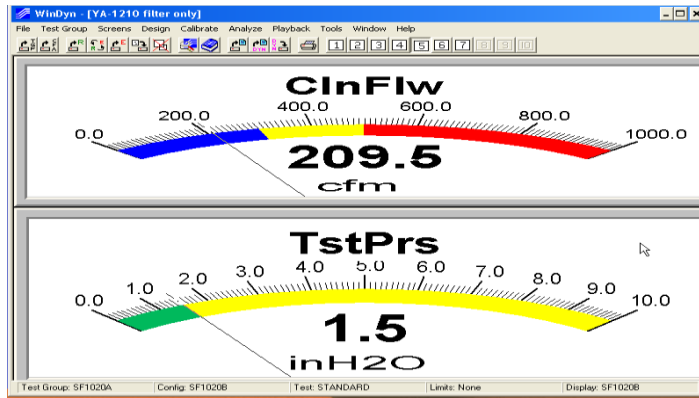 WinDyn - [YA-1210 filter only]
File Test Group Screens Design Calibrate Analyze Playback Tools Window Help
1 2 3 4 5 6 7 8 9 10
ClnFlw
0.0 200.0 400.0 600.0 800.0 1000.0
209.5
cfm
TstPrs
0.0 1.0 2.0 3.0 4.0 5.0 6.0 7.0 8.0 9.0 10.0
1.5
inH2O
Test Group: SF1020A Config: SF1020B Test: STANDARD Limits: None Display: SF1020B